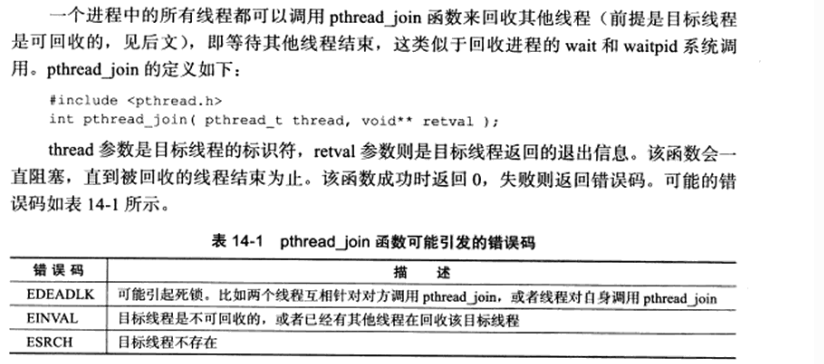 一个进程中的所有线程都可以调用 pthread_join 函数来回收其他线程（前提是目标线程
是可回收的，见后文），即等待其他线程结束，这类似于回收进程的 wait 和 waitpid 系统调
用。pthread_join 的定义如下：
#include <pthread.h>
int pthread_join( pthread_t thread, void** retval );
thread 参数是目标线程的标识符，retval 参数则是目标线程返回的退出信息。该函数会一
直阻塞，直到被回收的线程结束为止。该函数成功时返回 0，失败则返回错误码。可能的错
误码如表 14-1 所示。
表 14-1 pthread_join 函数可能引发的错误码
错误码 描 述
EDEADLK 可能引起死锁。比如两个线程互相针对对方调用 pthread_join，或者线程对自身调用 pthread_join
EINVAL 目标线程是不可回收的，或者已经有其他线程在回收该目标线程
ESRCH 目标线程不存在